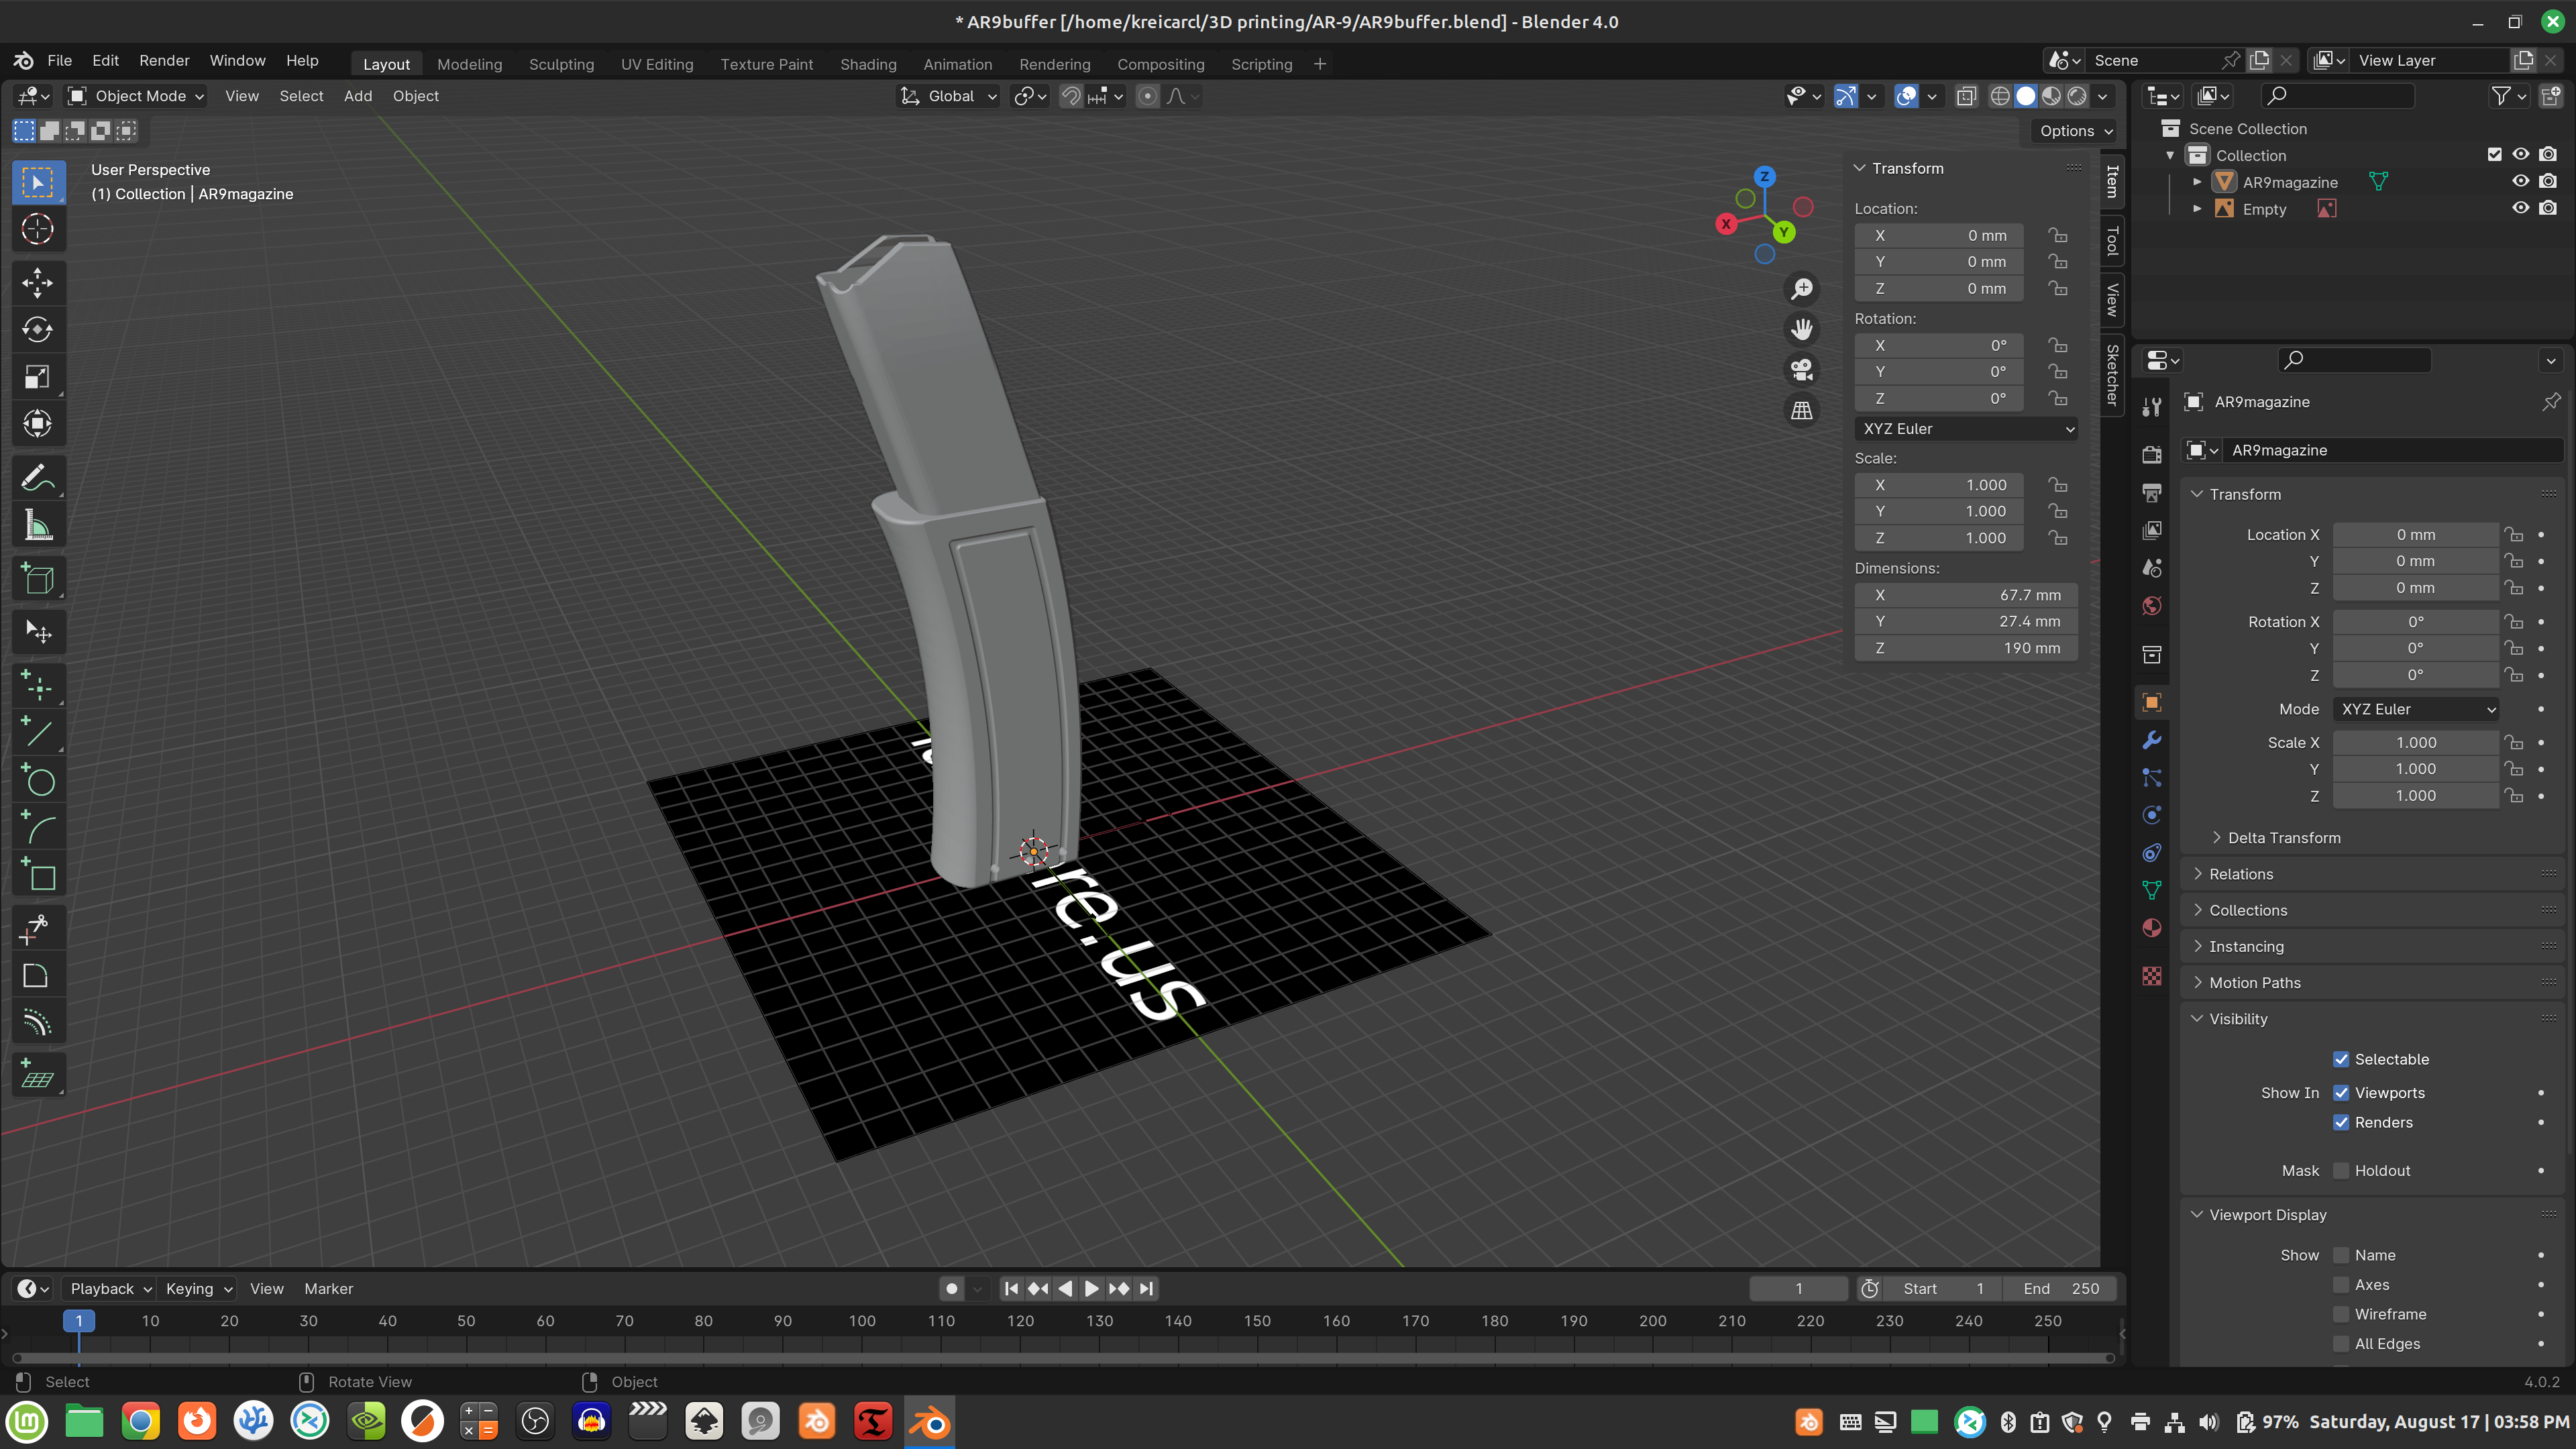 * AR9buffer [/home/kreicarcl/3D printing/AR-9/AR9buffer.blend] - Blender 4.0
File Edit Render Window Help
Layout Modeling Sculpting UV Editing Texture Paint Shading Animation Rendering Compositing Scripting +
Scene
View Layer
Object Mode View Select Add Object
Global
Options
User Perspective
(1) Collection | AR9magazine
Z
X
Y
Transform
Location:
X 0 mm
Y 0 mm
Z 0 mm
Rotation:
X 0°
Y 0°
Z 0°
XYZ Euler
Scale:
X 1.000
Y 1.000
Z 1.000
Dimensions:
X 67.7 mm
Y 27.4 mm
Z 190 mm
Item
Tool
View
Sketcher
re.us
Scene Collection
Collection
AR9magazine
Empty
AR9magazine
AR9magazine
Transform
Location X 0 mm
Y 0 mm
Z 0 mm
Rotation X 0°
Y 0°
Z 0°
Mode XYZ Euler
Scale X 1.000
Y 1.000
Z 1.000
Delta Transform
Relations
Collections
Instancing
Motion Paths
Visibility
Selectable
Show In Viewports
Renders
Mask Holdout
Viewport Display
Show Name
Axes
Wireframe
All Edges
Playback Keying View Marker
1
Start 1
End 250
1 10 20 30 40 50 60 70 80 90 100 110 120 130 140 150 160 170 180 190 200 210 220 230 240 250
Select
Rotate View
Object
4.0.2
97% Saturday, August 17 | 03:58 PM